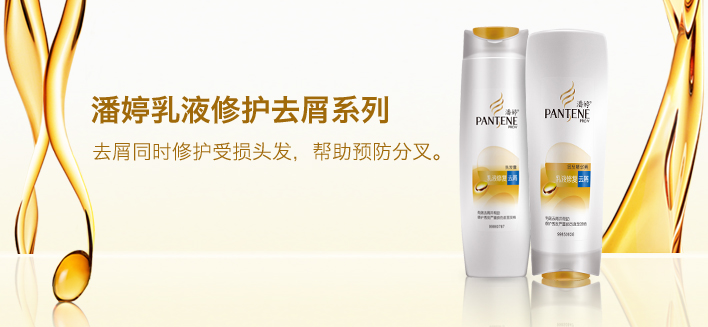 潘婷乳液修护去屑系列
去屑同时修护受损头发，帮助预防分叉。
潘婷
PANTENE
PRO-V
乳液修复 去屑
潘婷
PANTENE
PRO-V
乳液修复 去屑